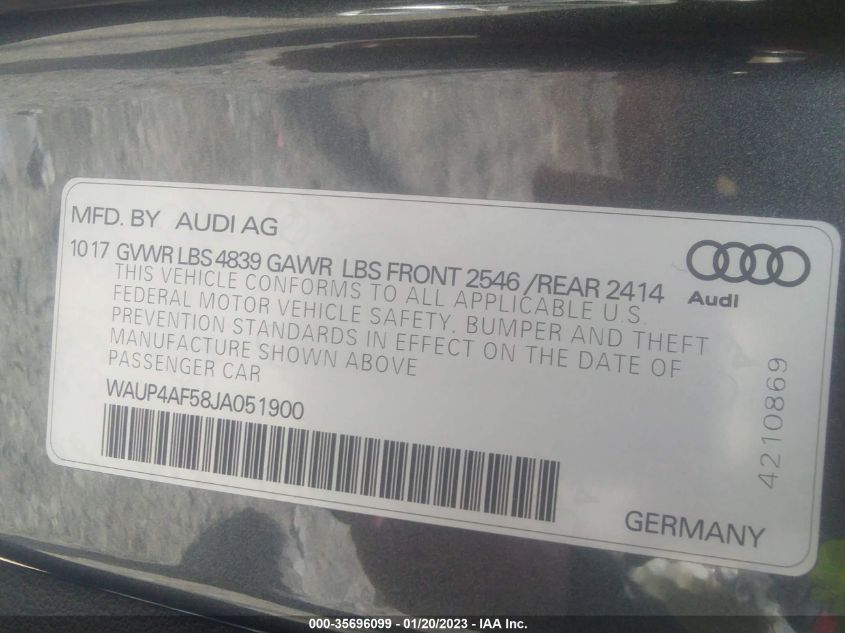 MFD. BY AUDI AG
10 17 GVWR LBS 4839 GAWR LBS FRONT 2546 /REAR 2414
THIS VEHICLE CONFORMS TO ALL APPLICABLE U.S.
FEDERAL MOTOR VEHICLE SAFETY. BUMPER AND THEFT
PREVENTION STANDARDS IN EFFECT ON THE DATE OF
MANUFACTURE SHOWN ABOVE
PASSENGER CAR
WAUP4AF58JA051900
Audi
4210869
GERMANY
000-35696099 — 01/20/2023 — IAA Inc.